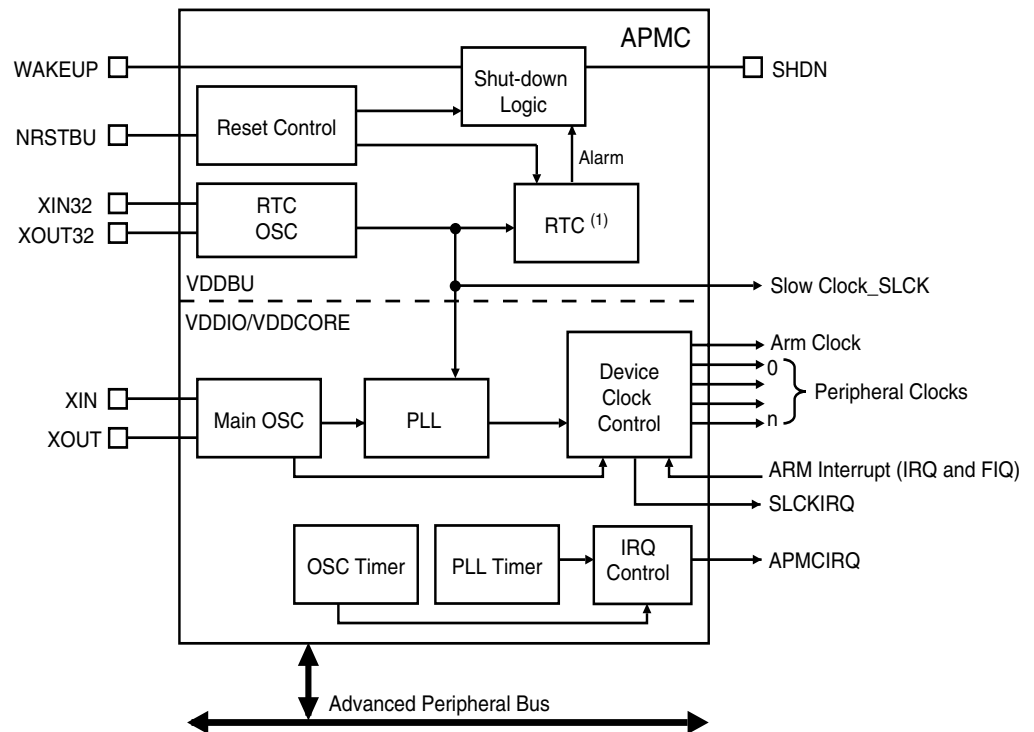 APMC
WAKEUP
Shut-down
Logic
SHDN
NRSTBU
Reset Control
Alarm
XIN32
XOUT32
RTC
OSC
RTC (1)
VDDBU
Slow Clock_SLCK
VDDIO/VDDCORE
Arm Clock
0
Peripheral Clocks
n
XIN
XOUT
Main OSC
PLL
Device
Clock
Control
ARM Interrupt (IRQ and FIQ)
SLCKIRQ
OSC Timer
PLL Timer
IRQ
Control
APMCIRQ
Advanced Peripheral Bus